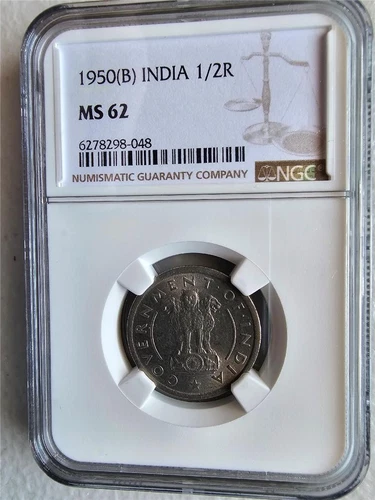 1950(B) INDIA 1/2R
MS 62
6278298-048
NUMISMATIC GUARANTY COMPANY
NGC
GOVERNMENT OF INDIA